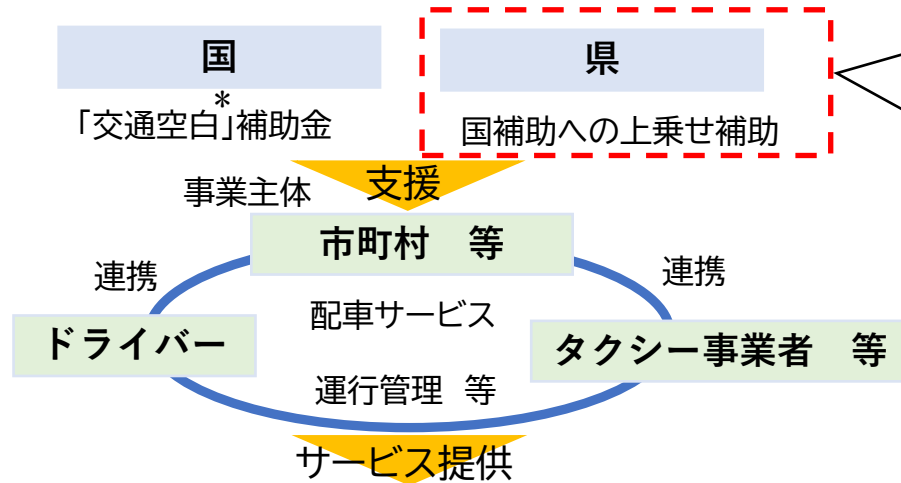 国
県
*
「交通空白」補助金
国補助への上乗せ補助
支援
事業主体
市町村 等
連携
連携
配車サービス
ドライバー
タクシー事業者 等
運行管理 等
サービス提供